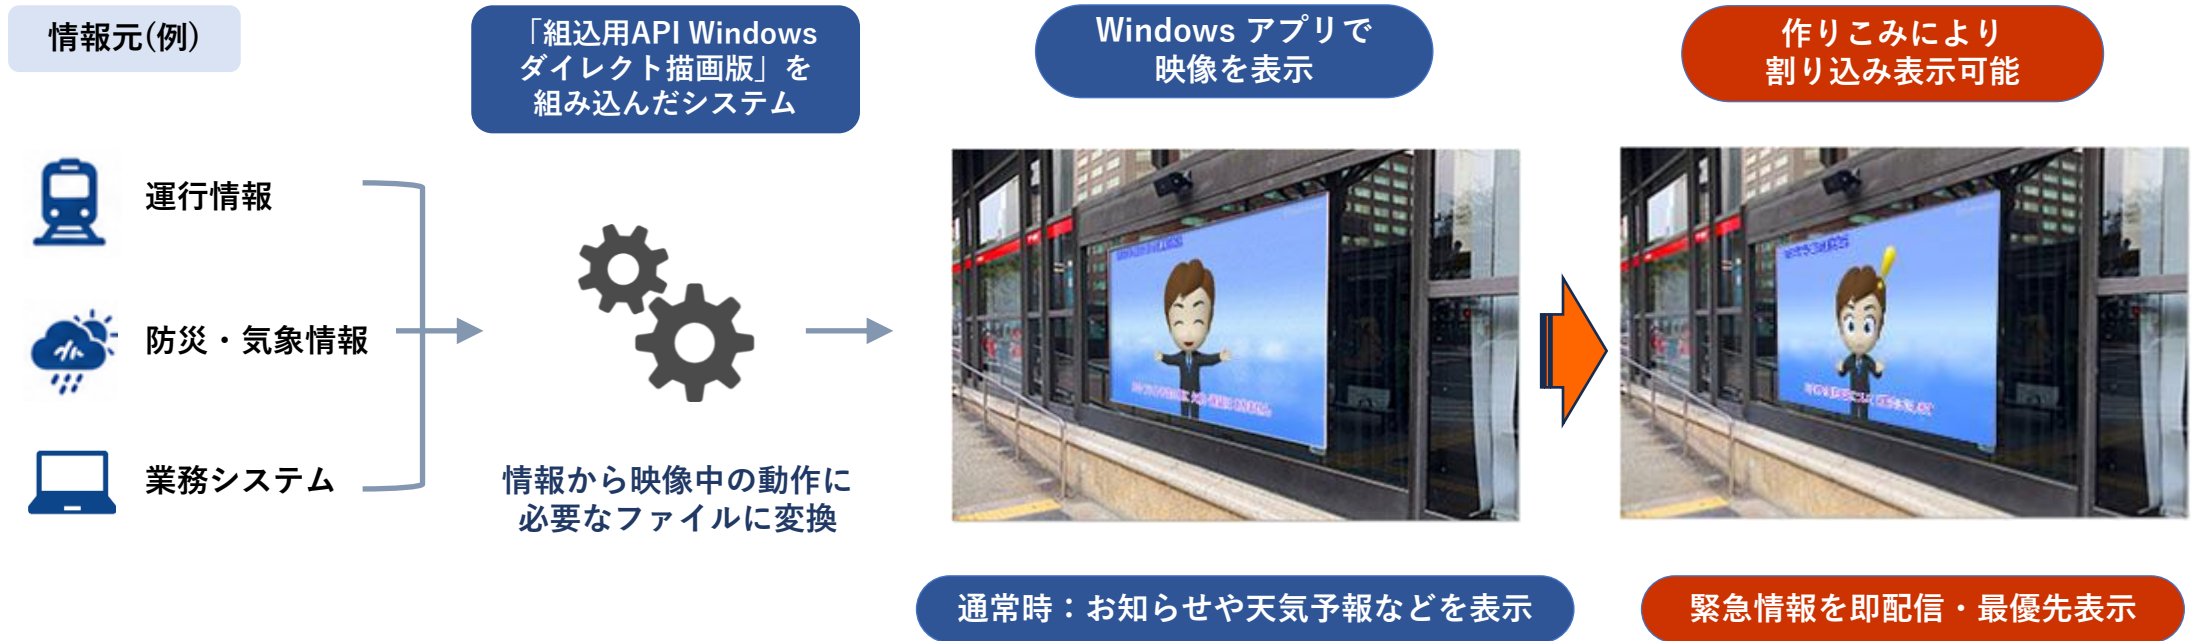 情報元(例)
「組込用API Windows
ダイレクト描画版」を
組み込んだシステム
Windows アプリで
映像を表示
作りこみにより
割り込み表示可能
運行情報
防災・気象情報
業務システム
情報から映像中の動作に
必要なファイルに変換
通常時：お知らせや天気予報などを表示
緊急情報を即配信・最優先表示